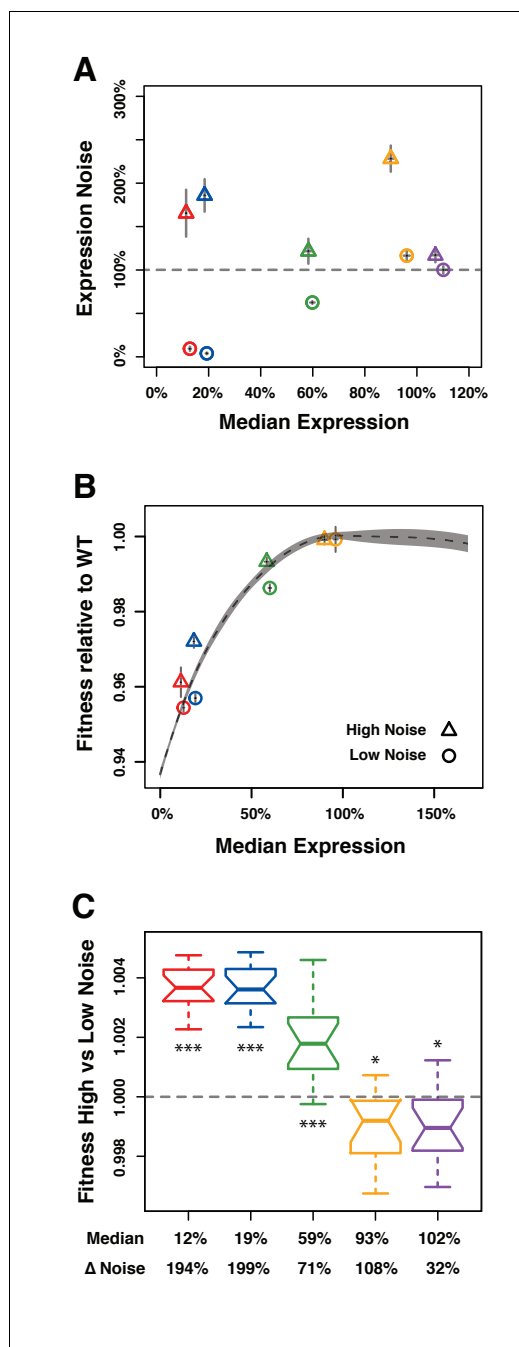 A
Expression Noise
300%
200%
100%
0%
0% 20% 40% 60% 80% 100% 120%
Median Expression
B
Fitness relative to WT
1.00
0.98
0.96
0.94
High Noise
Low Noise
0% 50% 100% 150%
Median Expression
C
Fitness High vs Low Noise
1.004
1.002
1.000
0.998
*** *** *** * *
Median 12% 19% 59% 93% 102%
Δ Noise 194% 199% 71% 108% 32%